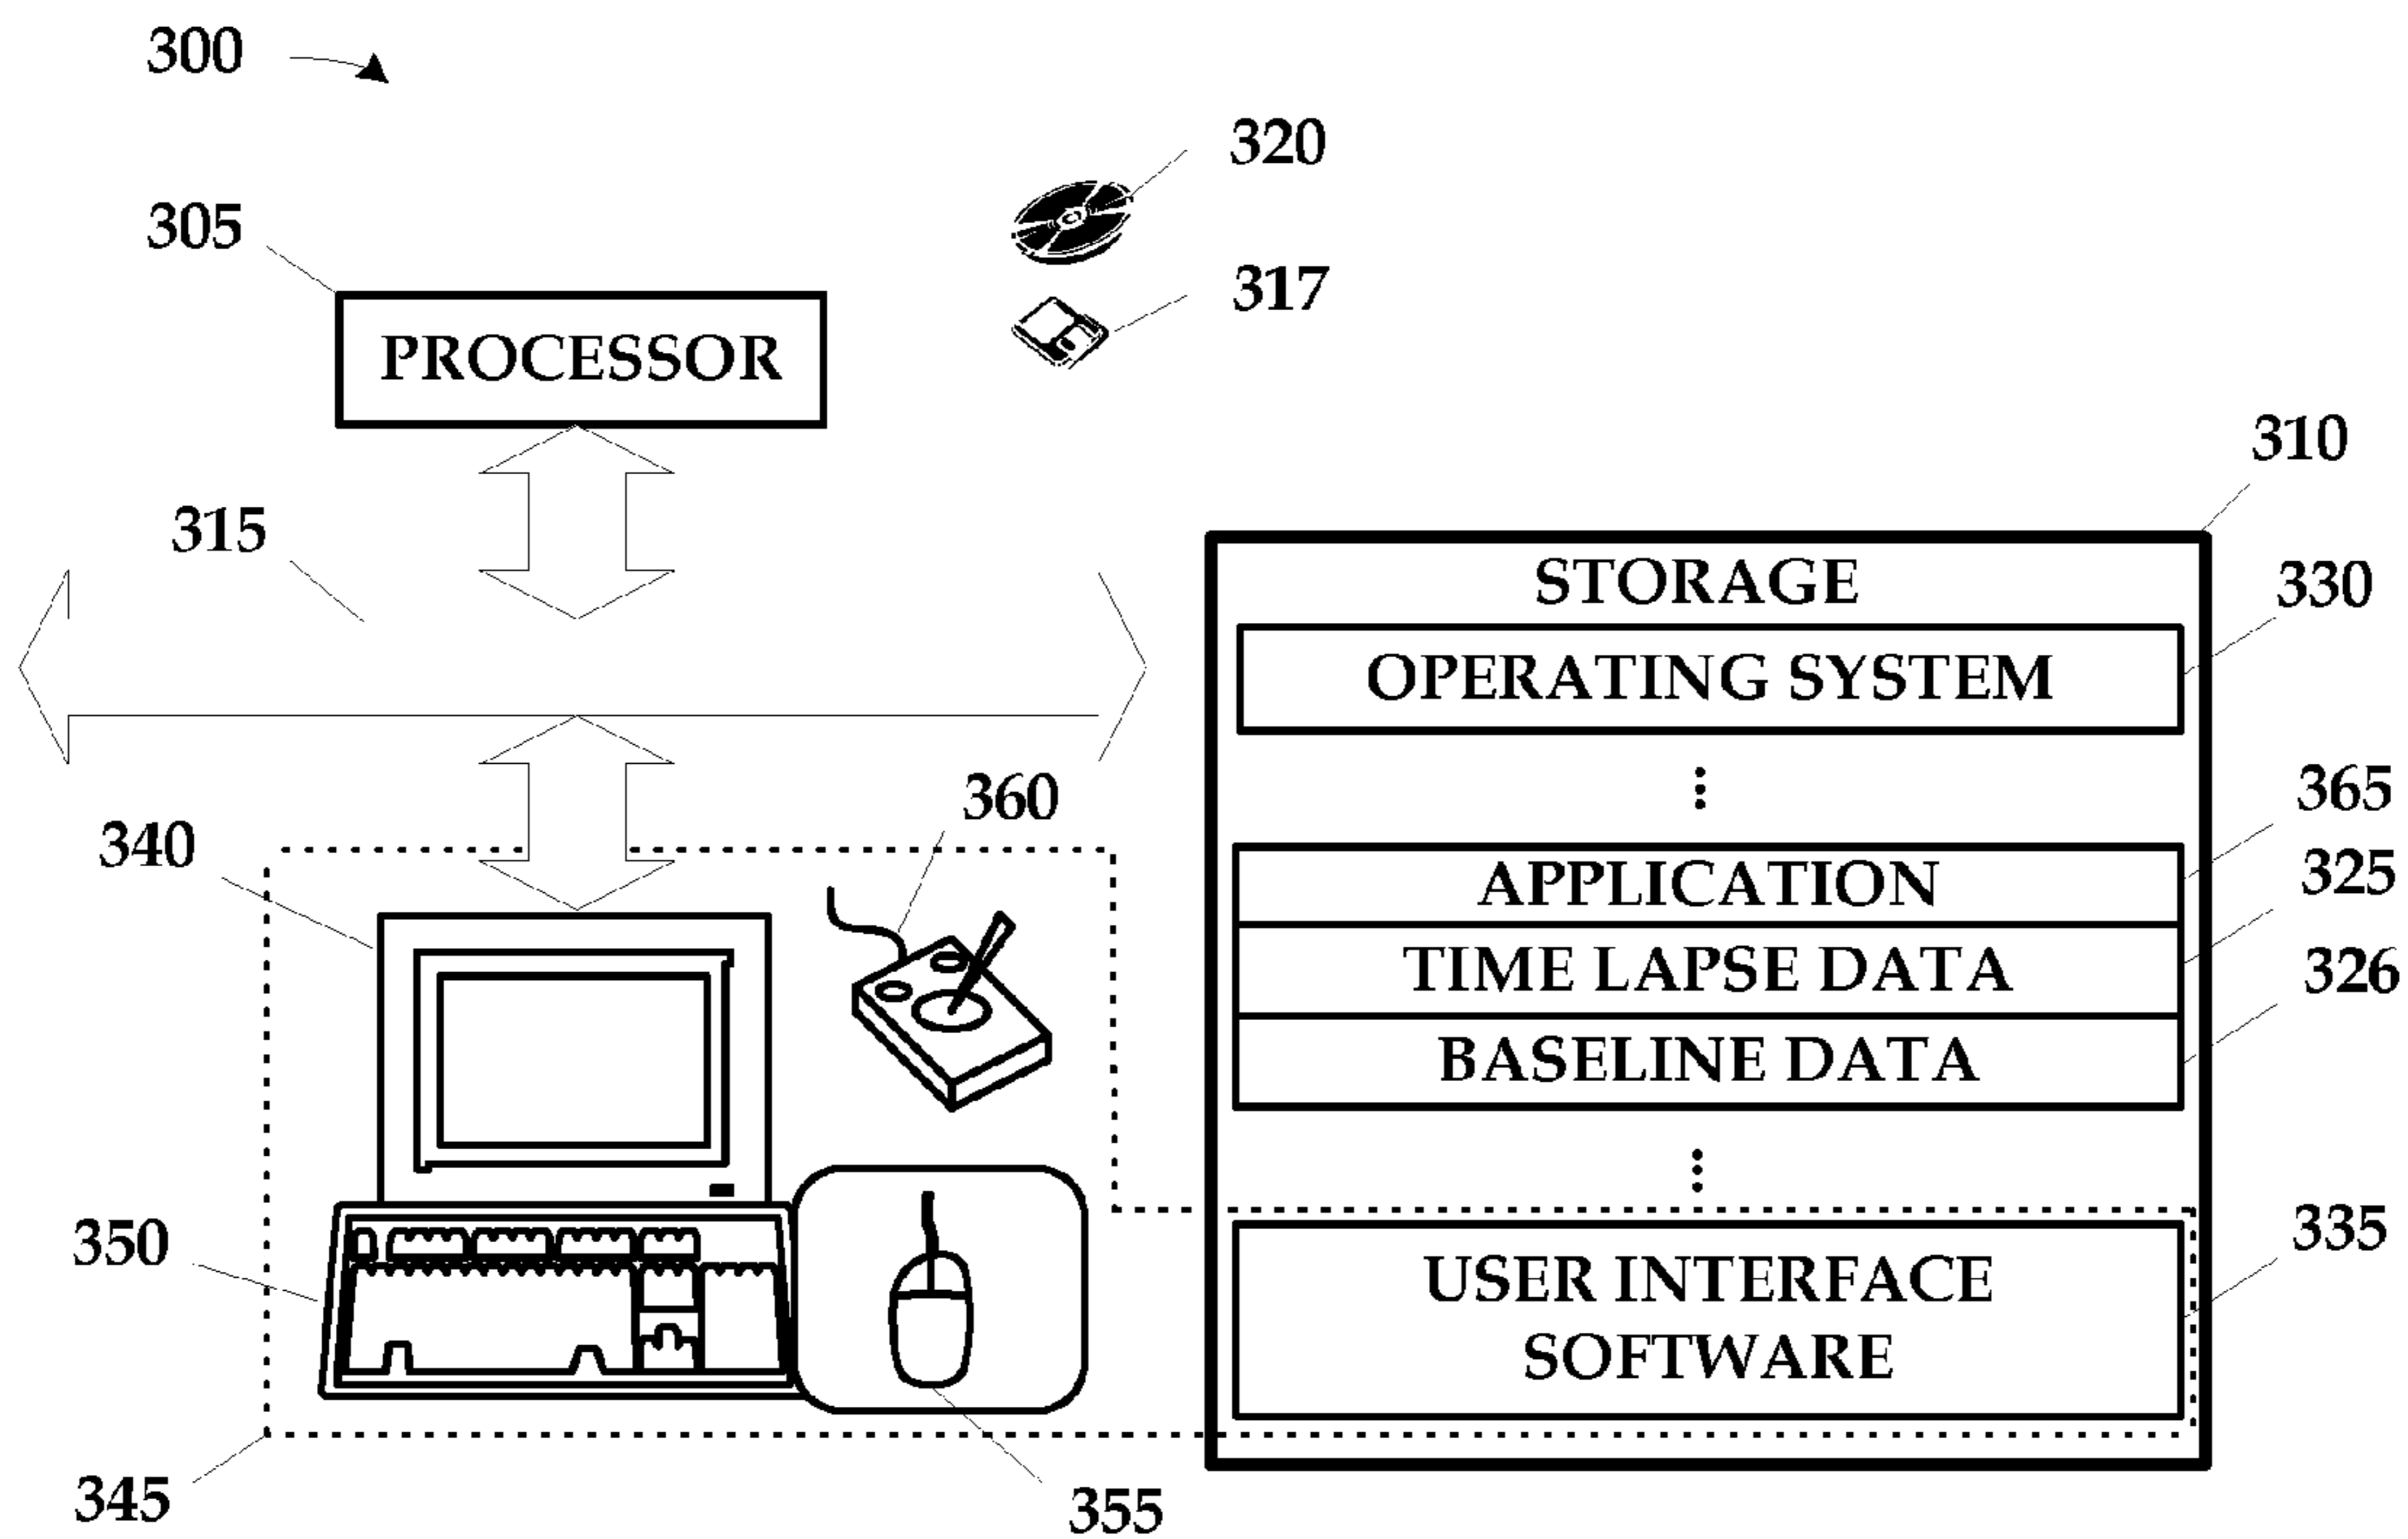 300
320
305
317
PROCESSOR
310
315
STORAGE
330
OPERATING SYSTEM
360
365
340
APPLICATION
325
TIME LAPSE DATA
326
BASELINE DATA
350
335
USER INTERFACE
SOFTWARE
345
355